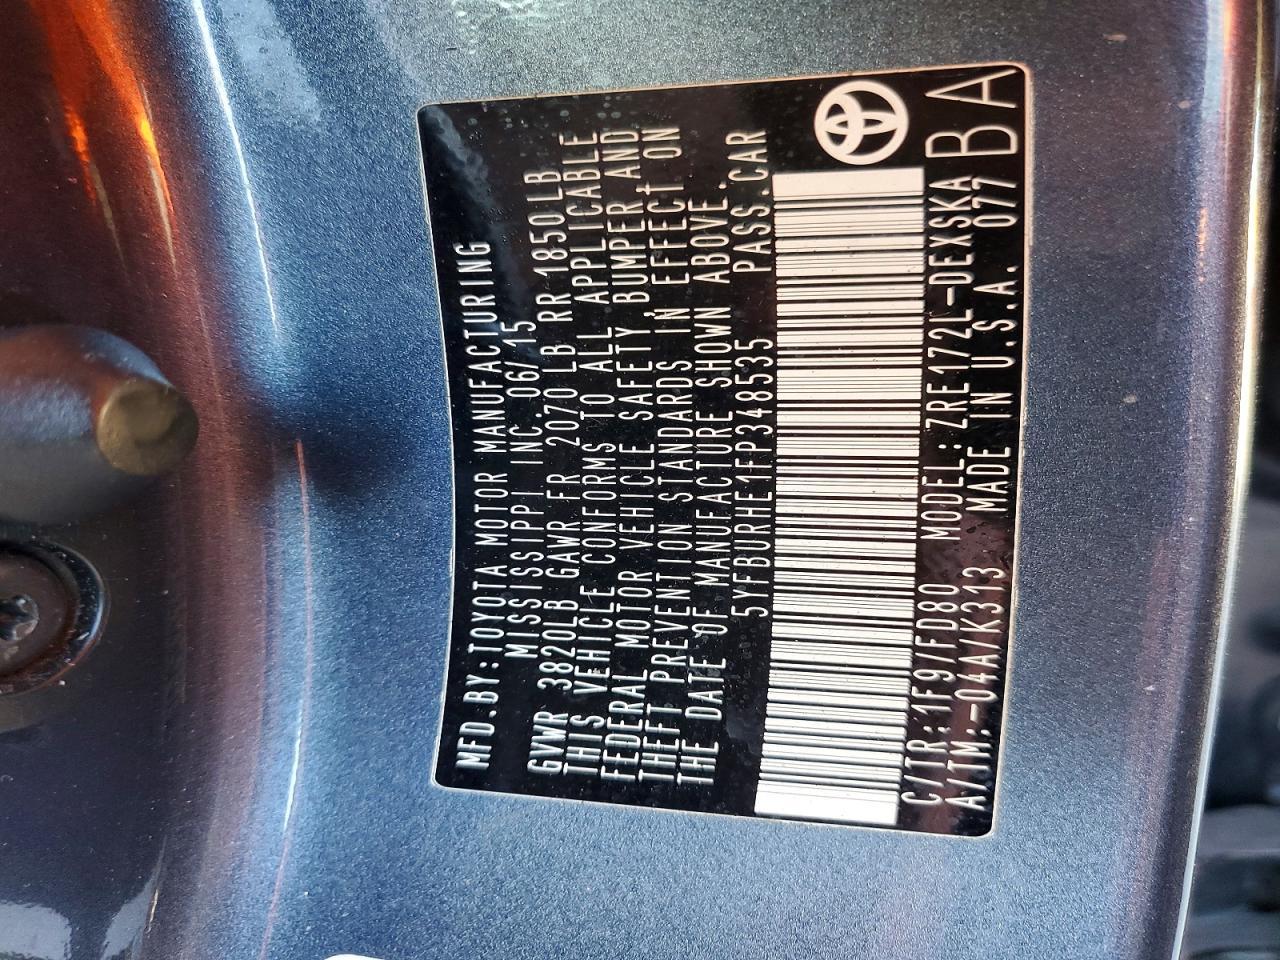 MFD.BY:TOYOTA MOTOR MANUFACTURING
MISSISSIPPI INC. 06/15
GVWR 3820LB GAWR FR 2070 LB RR 1850LB
THIS VEHICLE CONFORMS TO ALL APPLICABLE
FEDERAL MOTOR VEHICLE SAFETY, BUMPER, AND
THEFT PREVENTION STANDARDS IN EFFECT ON
THE DATE OF MANUFACTURE SHOWN ABOVE.
5YFBURHE1FP348535 PASS.CAR
C/TR:1F9/FD80 MODEL: ZRE172L-DEXSKA B
A/TM:-04A/K313 MADE IN U.S.A. 077 BA